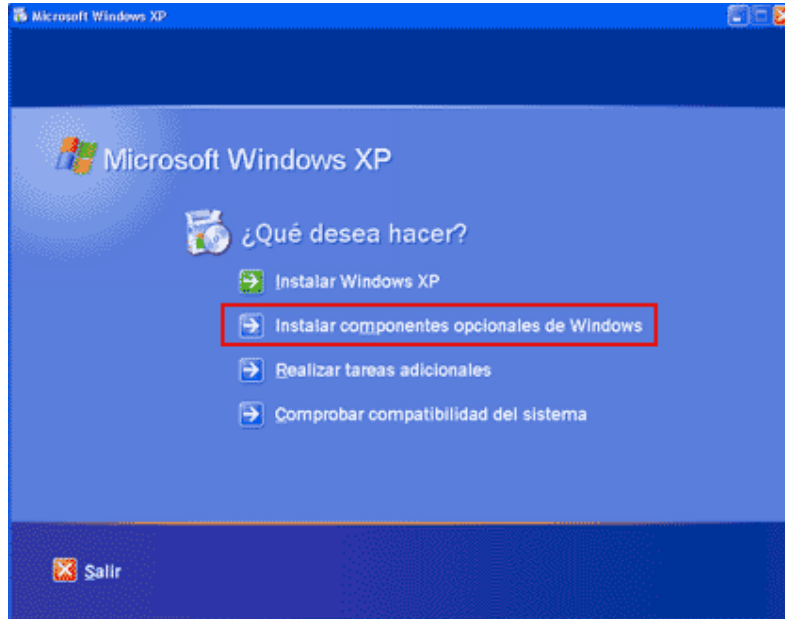 Microsoft Windows XP
Microsoft Windows XP
¿Qué desea hacer?
Instalar Windows XP
Instalar componentes opcionales de Windows
Realizar tareas adicionales
Comprobar compatibilidad del sistema
Salir